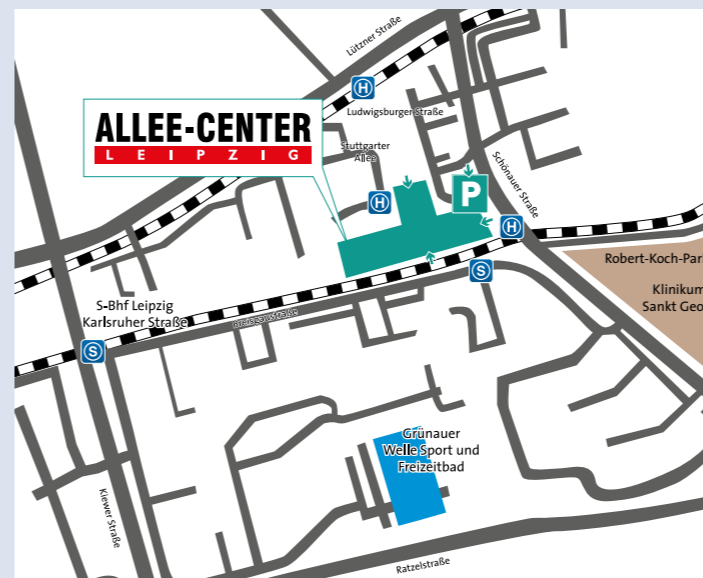 Lützner Straße
H
Ludwigsburger Straße
ALLEE-CENTER
LEIPZIG
Stuttgarter
Allee
Schönauer Straße
P
H
H
S
Robert-Koch-Par
Klinikum
Sankt Geo
S-Bhf Leipzig
Karlsruher Straße
S
Grünauer
Welle Sport und
Freizeitbad
Kiewer Straße
Ratzelstraße